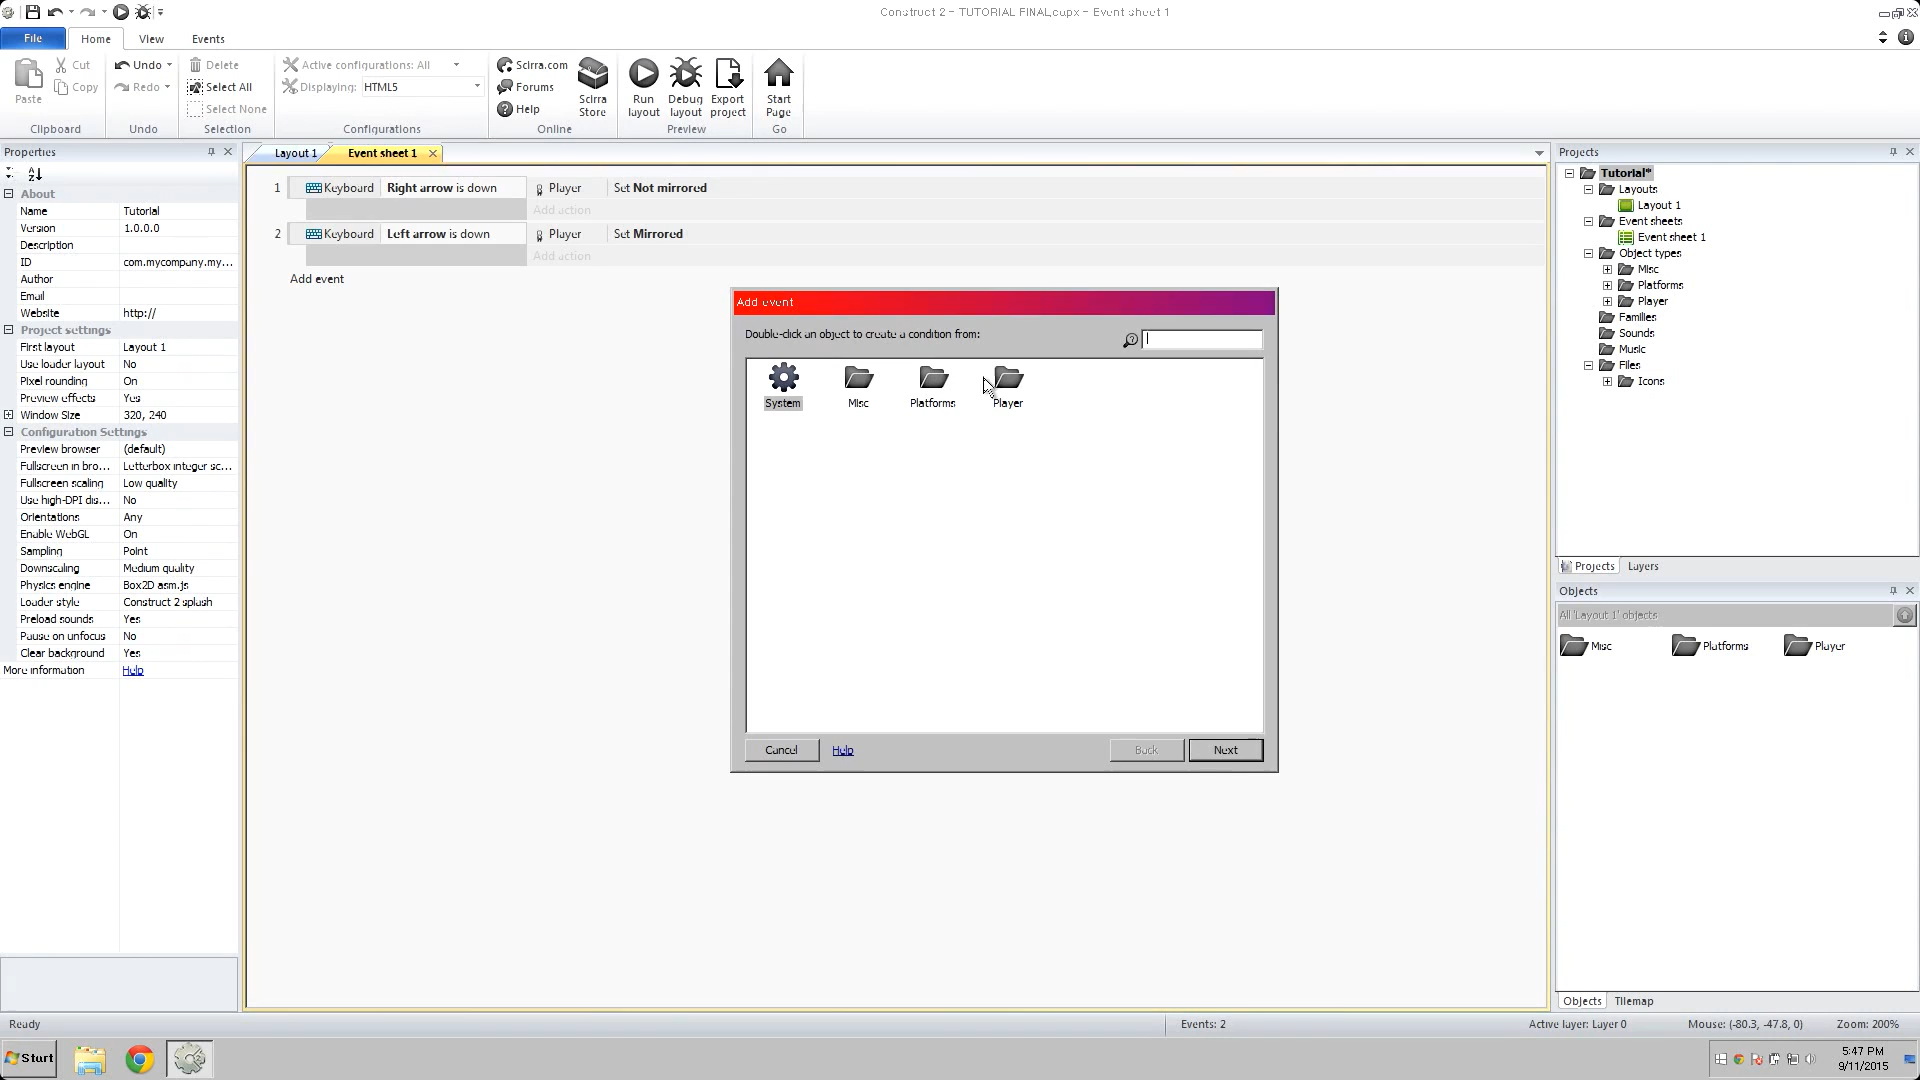 Construct 2 - TUTORIAL FINAL.capx - Event sheet 1
File
Home
View
Events
Paste
Cut
Copy
Clipboard
Undo
Redo
Undo
Delete
Select All
Select None
Selection
Active configurations: All
Displaying:
HTML5
Configurations
Scirra.com
Forums
Help
Online
Scirra Store
Run layout
Debug layout
Export project
Preview
Start Page
Go
Properties
About
Name Tutorial
Version 1.0.0.0
Description
ID com.mycompany.my...
Author
Email
Website http://
Project settings
First layout Layout 1
Use loader layout No
Pixel rounding On
Preview effects Yes
Window Size 320, 240
Configuration Settings
Preview browser (default)
Fullscreen in bro... Letterbox integer sc...
Fullscreen scaling Low quality
Use high-DPI dis... No
Orientations Any
Enable WebGL On
Sampling Point
Downscaling Medium quality
Physics engine Box2D asm.js
Loader style Construct 2 splash
Preload sounds Yes
Pause on unfocus No
Clear background Yes
More information Help
Layout 1
Event sheet 1
1 Keyboard Right arrow is down Player Set Not mirrored
Add action
2 Keyboard Left arrow is down Player Set Mirrored
Add action
Add event
Add event
Double-click an object to create a condition from:
System
Misc
Platforms
Player
Cancel
Help
Back
Next
Projects
Tutorial*
Layouts
Layout 1
Event sheets
Event sheet 1
Object types
Misc
Platforms
Player
Families
Sounds
Music
Files
Icons
Projects
Layers
Objects
All 'Layout 1' objects
Misc
Platforms
Player
Objects
Tilemap
Ready
Events: 2
Active layer: Layer 0
Mouse: (-80.3, -47.8, 0)
Zoom: 200%
Start
5:47 PM
9/11/2015